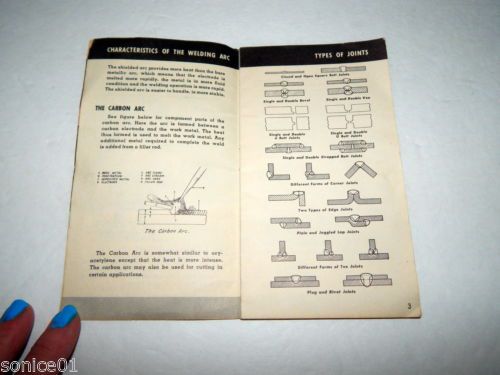 CHARACTERISTICS OF THE WELDING ARC
The shielded arc provides more heat than the bare
metallic arc, which means that the electrode is
melted more rapidly, the metal is in more fluid
condition and the welding operation is more rapid.
The shielded arc is easier to handle, is more stable.
THE CARBON ARC
See figure below for component parts of the
carbon arc. Here the arc is formed between a
carbon electrode and the work metal. The heat
thus formed is used to melt the work metal. Any
additional metal required to complete the weld
is added from a filler rod.
The Carbon Arc.
The Carbon Arc is somewhat similar to oxy-
acetylene except that the heat is more intense.
The carbon arc may also be used for cutting in
certain applications.
TYPES OF JOINTS
Closed and Open Square Butt Joints
Single and Double Bevel
Single and Double Vee
Single and Double
J Butt Joints
Single and Double
U Butt Joints
Single and Double Strapped Butt Joints
Different Forms of Corner Joints
Two Types of Edge Joints
Plain and Joggled Lap Joints
Different Forms of Tee Joints
Plug and Rivet Joints
3
sonice01